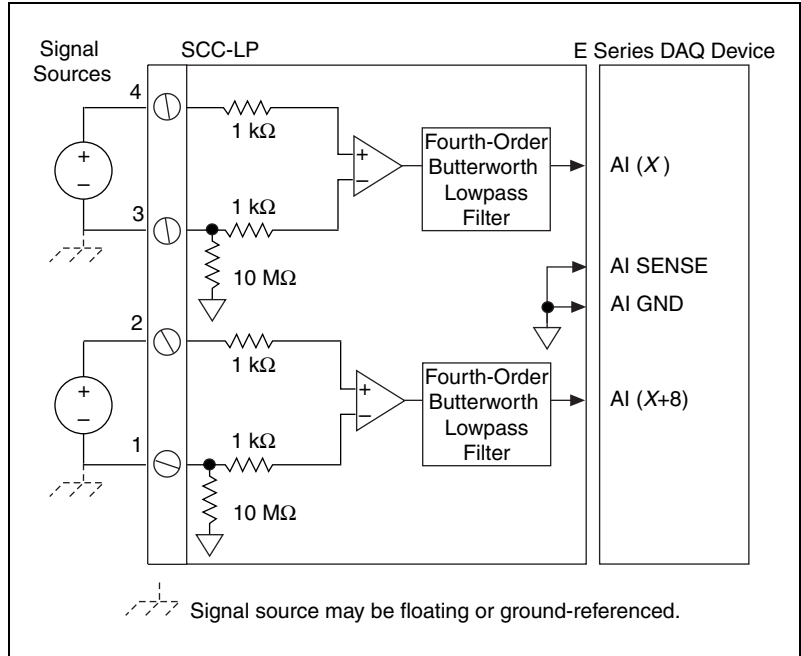 Signal
Sources
SCC-LP
E Series DAQ Device
4
1 kΩ
+
−
+
−
Fourth-Order
Butterworth
Lowpass
Filter
AI (X)
3
1 kΩ
10 MΩ
AI SENSE
AI GND
2
1 kΩ
+
−
+
−
Fourth-Order
Butterworth
Lowpass
Filter
AI (X+8)
1
1 kΩ
10 MΩ
Signal source may be floating or ground-referenced.